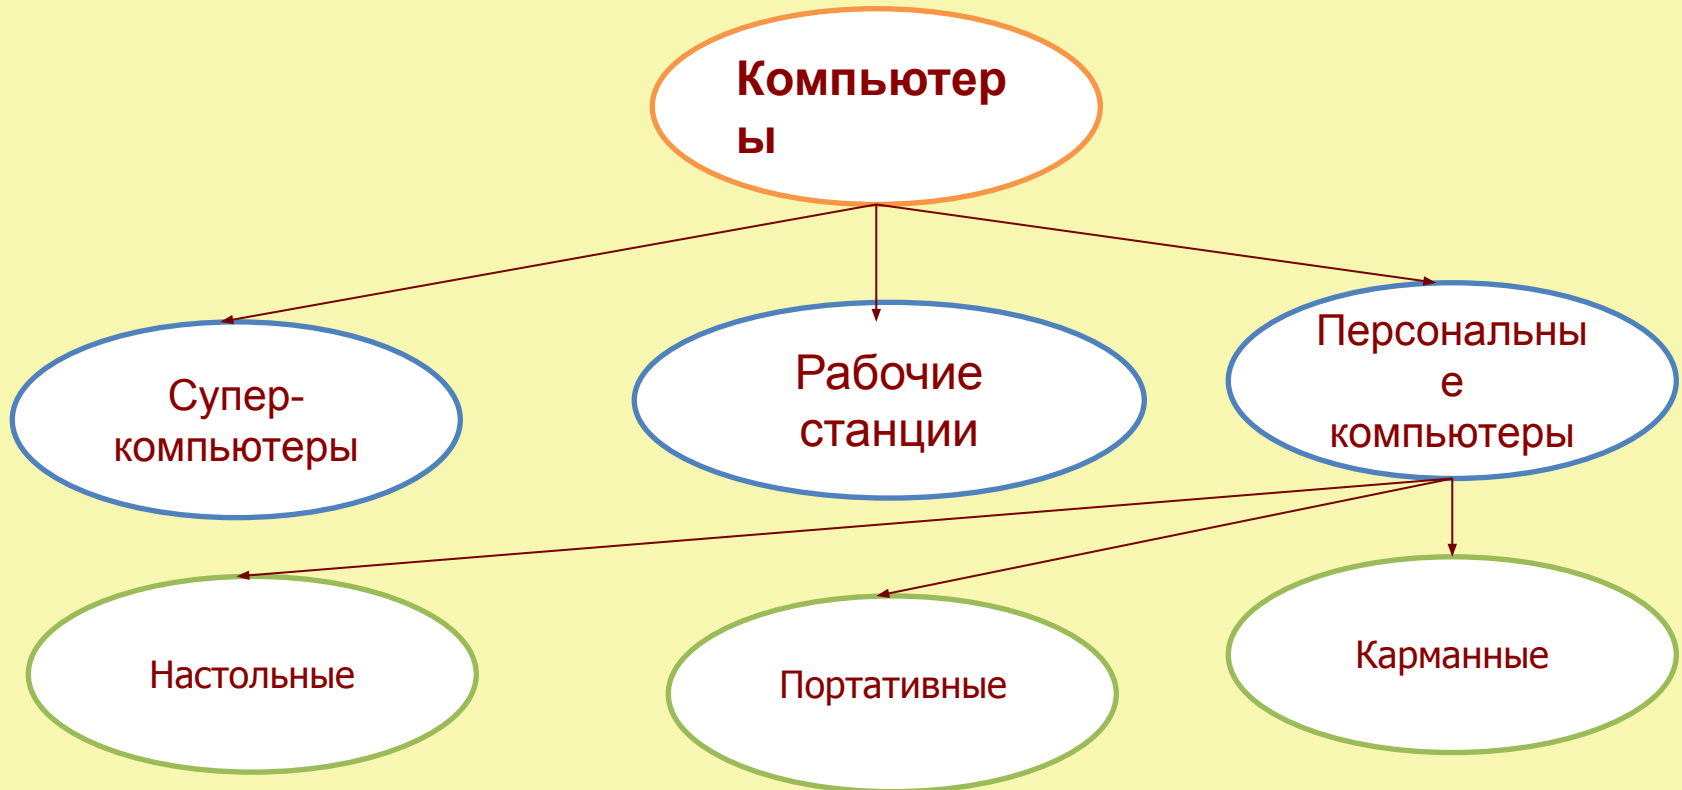 Компьютер
ы
Супер-
компьютеры
Рабочие
станции
Персональны
е
компьютеры
Настольные
Портативные
Карманные